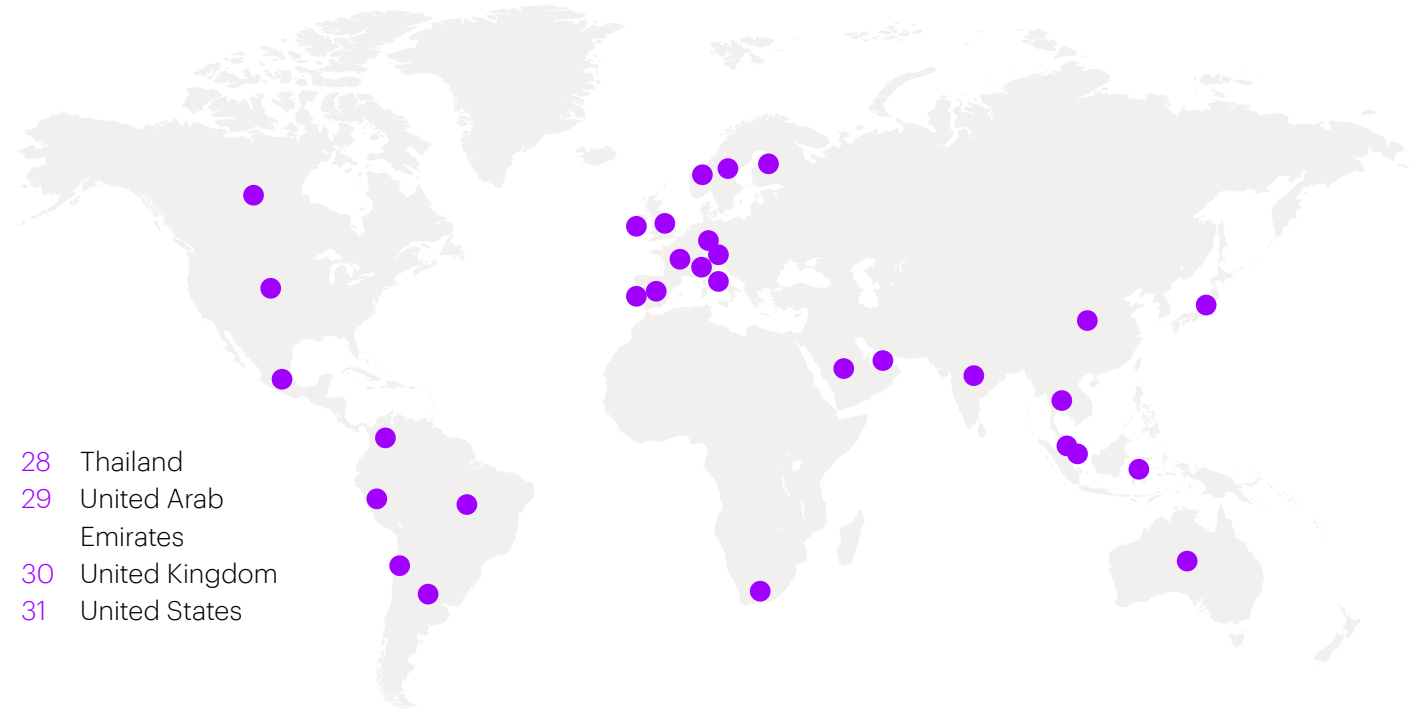 28 Thailand
29 United Arab
Emirates
30 United Kingdom
31 United States